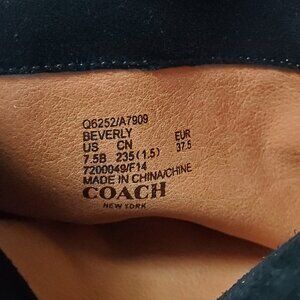 Q6252/A7909
BEVERLY
US CN EUR
7.5B 235(1.5) 37.5
7200049/F14
MADE IN CHINA/CHINE
COACH
NEW YORK